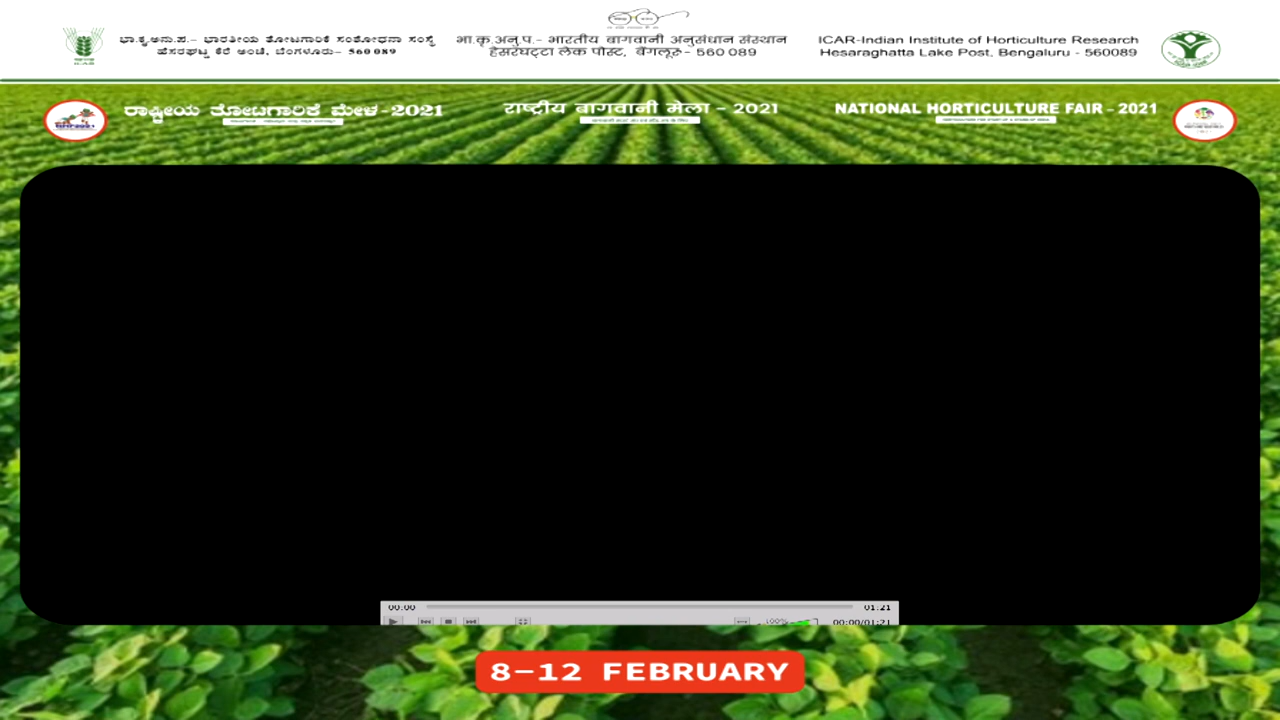 ಭಾ.ಕೃ.ಅನು.ಪ.– ಭಾರತೀಯ ತೋಟಗಾರಿಕೆ ಸಂಶೋಧನಾ ಸಂಸ್ಥೆ
ಹೆಸರಘಟ್ಟ ಕೆರೆ ಅಂಚೆ, ಬೆಂಗಳೂರು– 560 089
भा.कृ.अनु.प.- भारतीय बागवानी अनुसंधान संस्थान
हेसरघट्टा लेक पोस्ट, बेंगलूरू - 560 089
ICAR-Indian Institute of Horticulture Research
Hesaraghatta Lake Post, Bengaluru - 560089
ರಾಷ್ಟ್ರೀಯ ತೋಟಗಾರಿಕೆ ಮೇಳ -2021
राष्ट्रीय बागवानी मेला – 2021
NATIONAL HORTICULTURE FAIR – 2021
00:00
01:21
100%
00:00/01:21
8–12 FEBRUARY